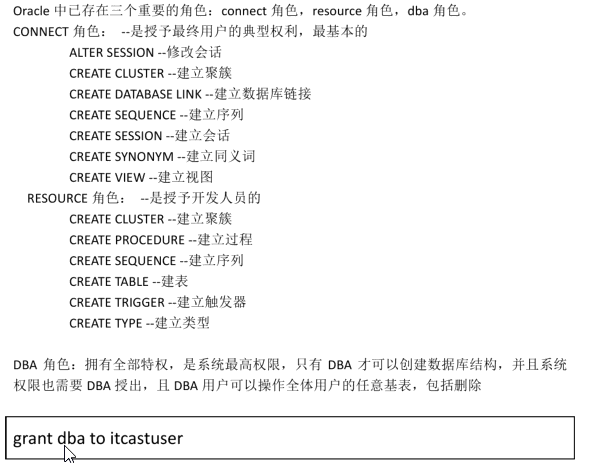 Oracle 中已存在三个重要的角色：connect 角色，resource 角色，dba 角色。
CONNECT 角色： --是授予最终用户的典型权利，最基本的
ALTER SESSION --修改会话
CREATE CLUSTER --建立聚簇
CREATE DATABASE LINK --建立数据库链接
CREATE SEQUENCE --建立序列
CREATE SESSION --建立会话
CREATE SYNONYM --建立同义词
CREATE VIEW --建立视图
RESOURCE 角色： --是授予开发人员的
CREATE CLUSTER --建立聚簇
CREATE PROCEDURE --建立过程
CREATE SEQUENCE --建立序列
CREATE TABLE --建表
CREATE TRIGGER --建立触发器
CREATE TYPE --建立类型
DBA 角色：拥有全部特权，是系统最高权限，只有 DBA 才可以创建数据库结构，并且系统
权限也需要 DBA 授出，且 DBA 用户可以操作全体用户的任意基表，包括删除
grant dba to itcastuser